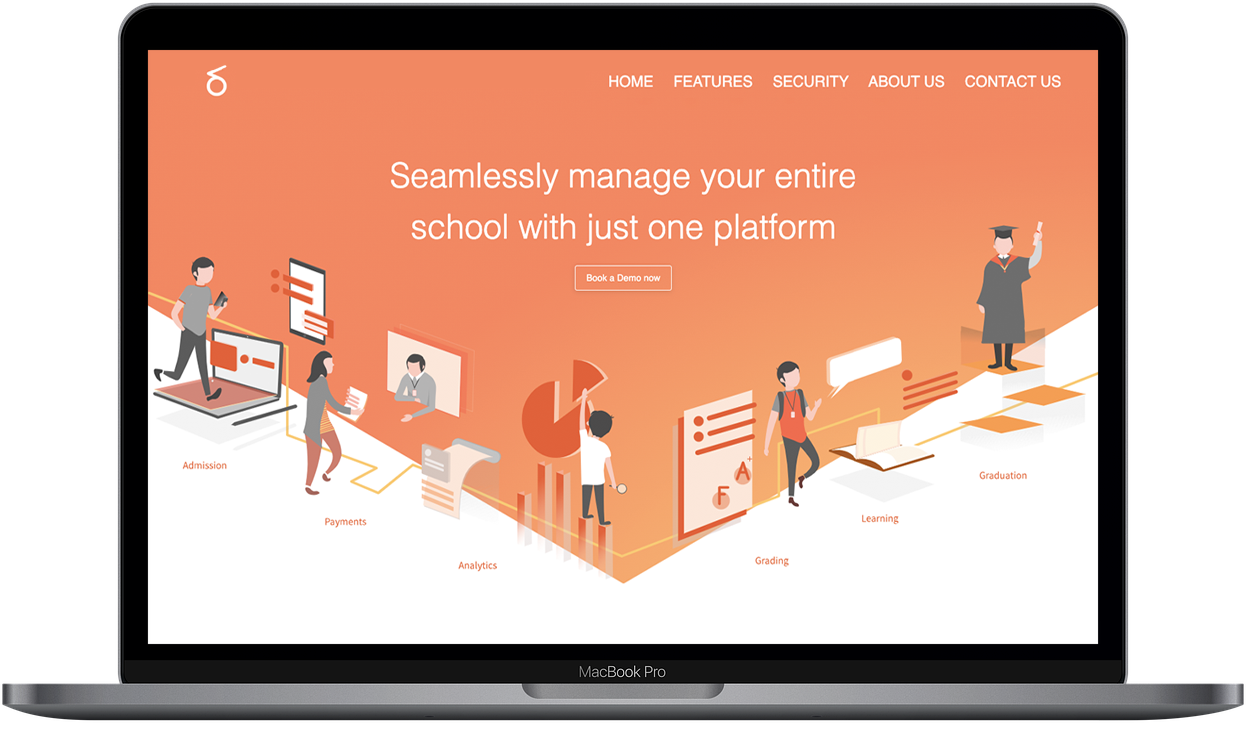 HOME FEATURES SECURITY ABOUT US CONTACT US
Seamlessly manage your entire
school with just one platform
Book a Demo now
Admission
Payments
Analytics
A+
F
Grading
Learning
Graduation
MacBook Pro